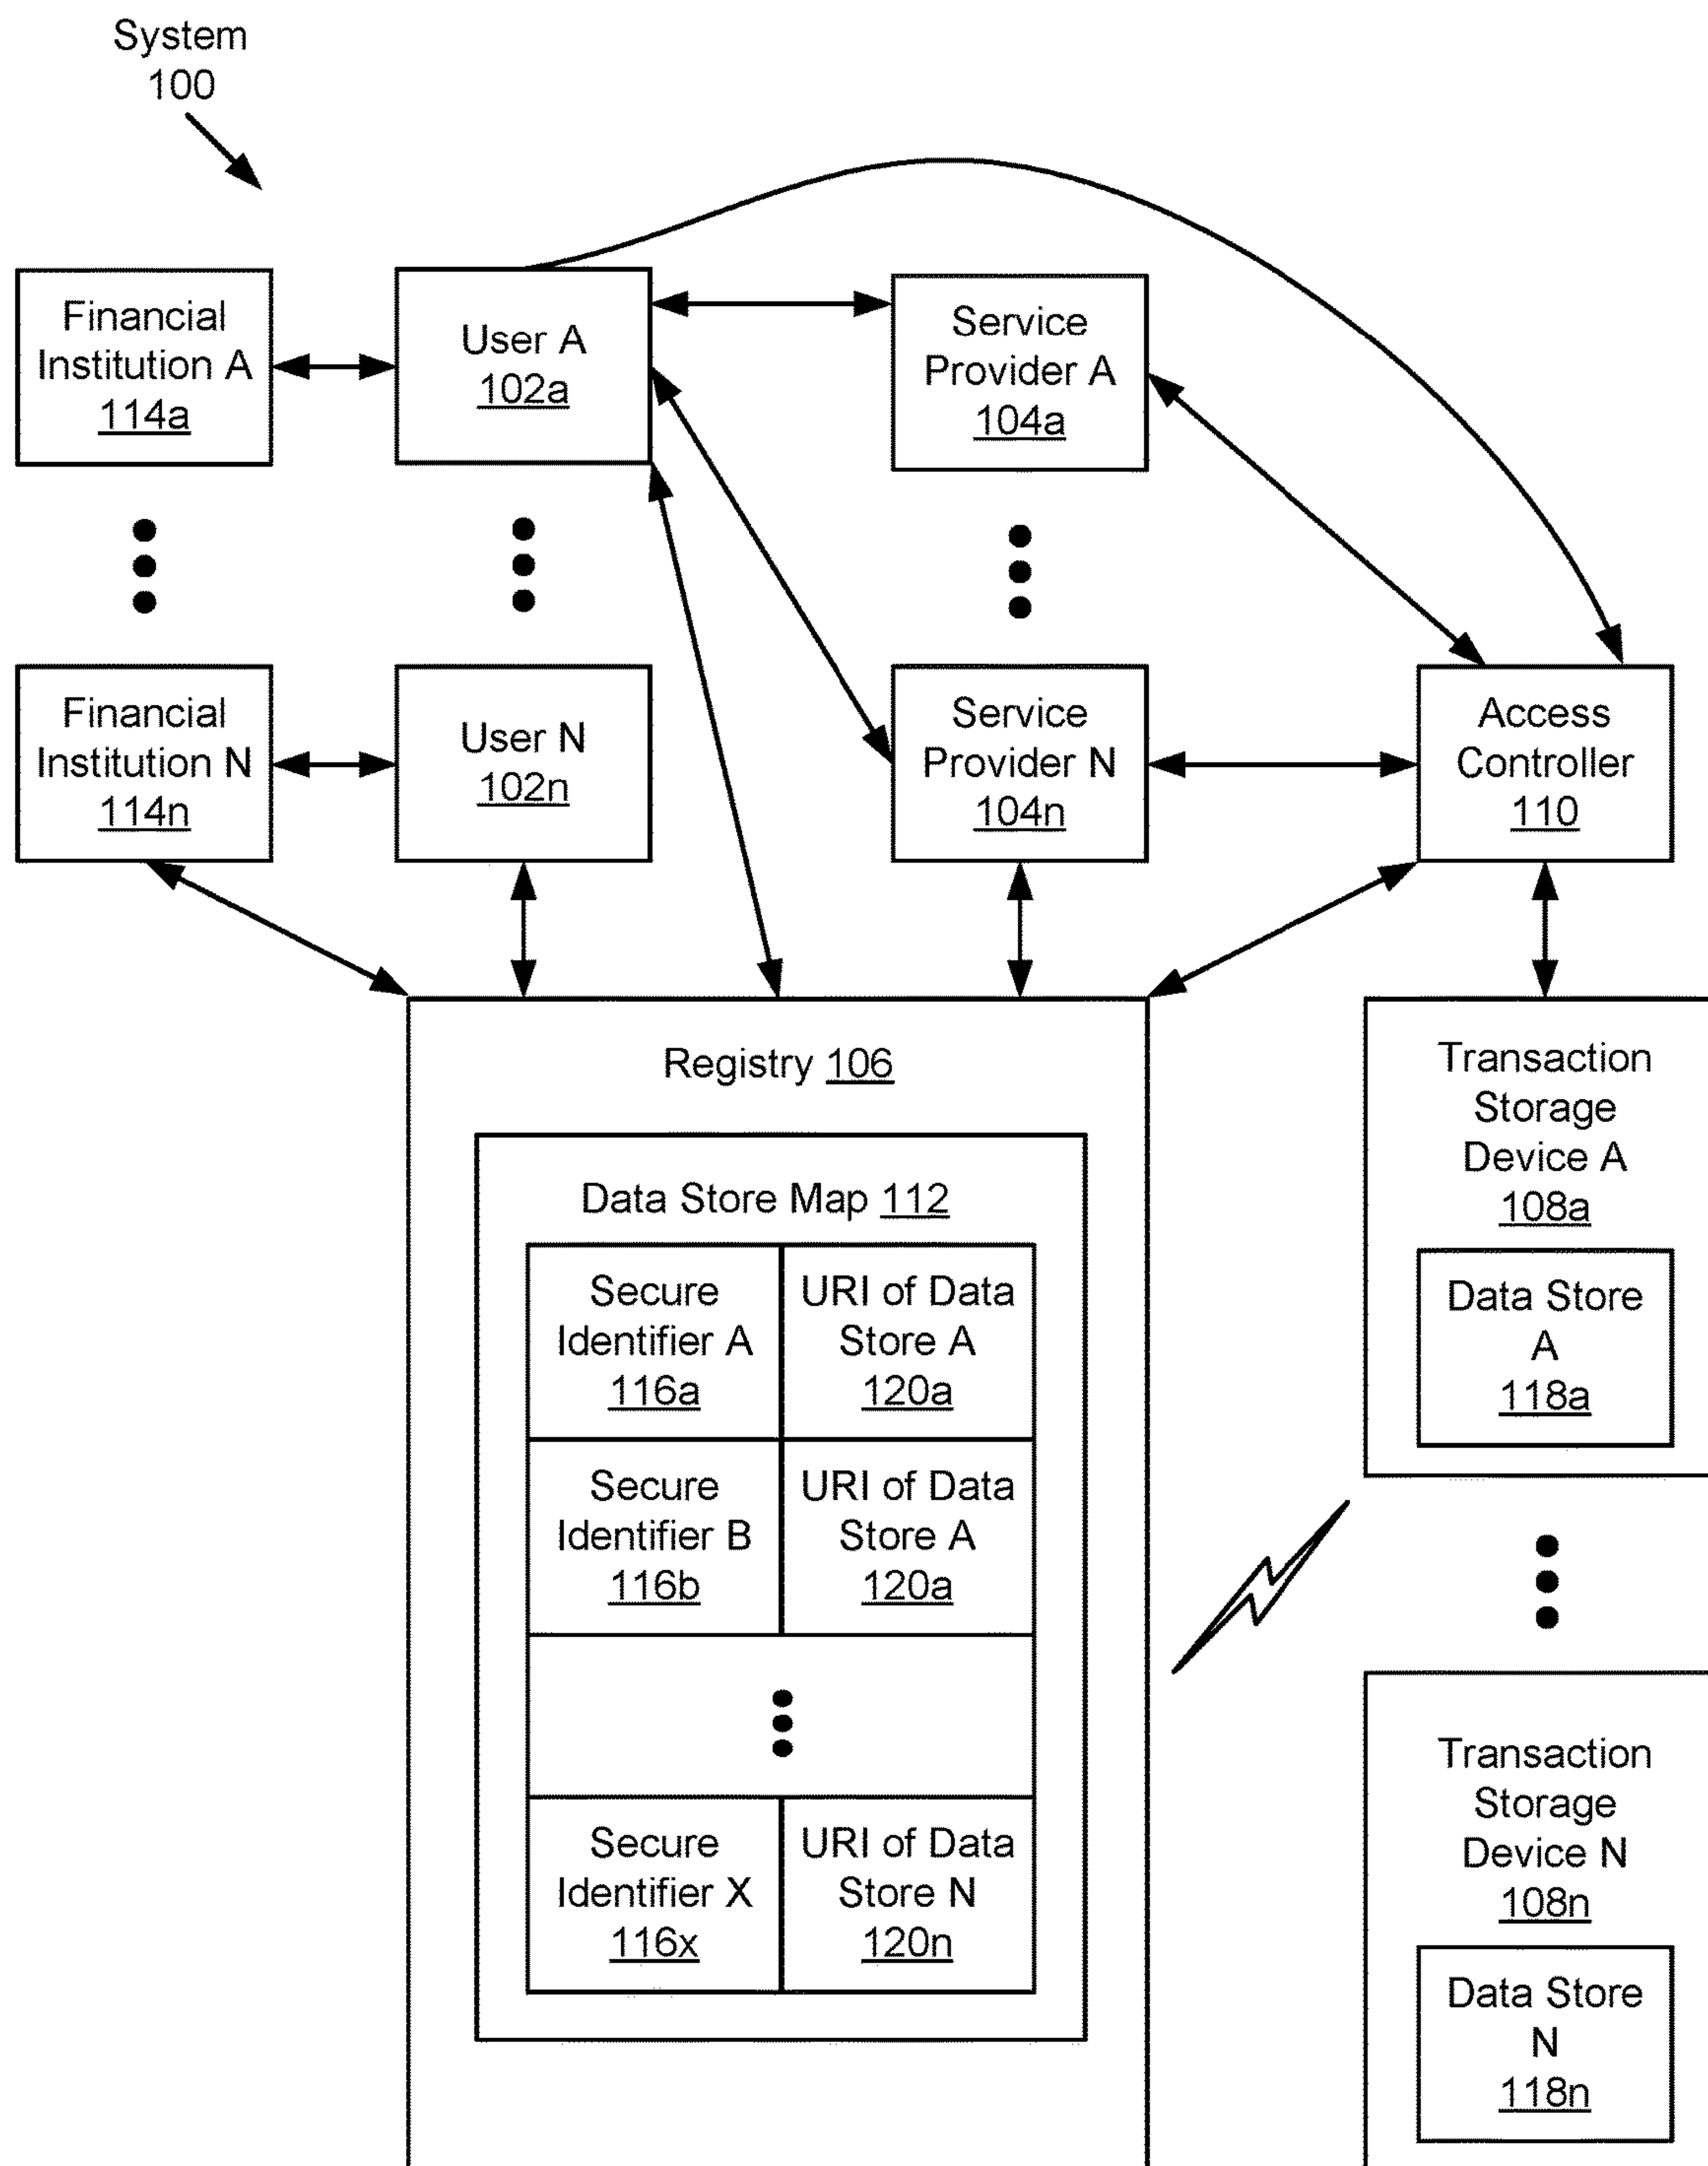 System
100
Financial
Institution A
114a
User A
102a
Service
Provider A
104a
Financial
Institution N
114n
User N
102n
Service
Provider N
104n
Access
Controller
110
Registry 106
Data Store Map 112
Secure
Identifier A
116a
URI of Data
Store A
120a
Secure
Identifier B
116b
URI of Data
Store A
120a
Secure
Identifier X
116x
URI of Data
Store N
120n
Transaction
Storage
Device A
108a
Data Store
A
118a
Transaction
Storage
Device N
108n
Data Store
N
118n